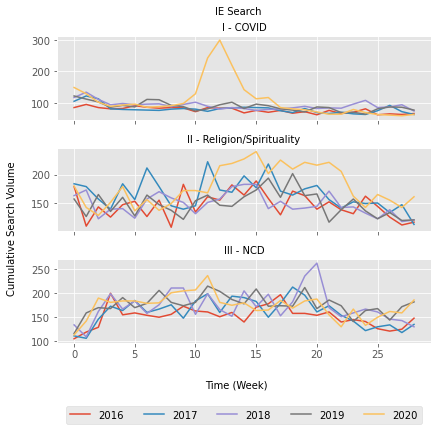 IE Search
I - COVID
300
200
100
II - Religion/Spirituality
200
150
Cumulative Search Volume
III - NCD
250
200
150
100
0 5 10 15 20 25
Time (Week)
2016 2017 2018 2019 2020